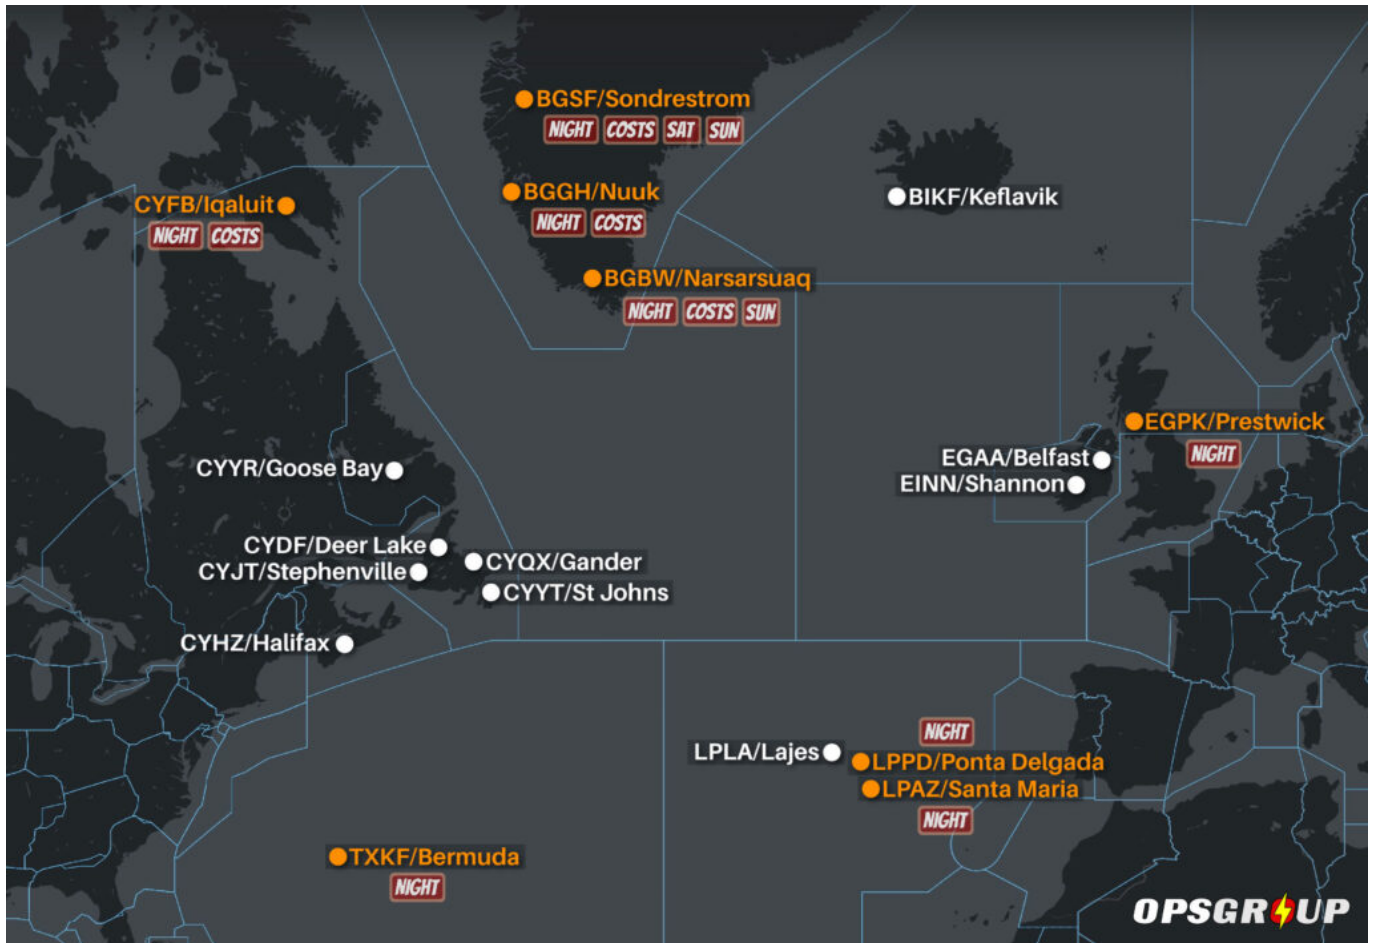 BGSF/Sondrestrom
NIGHT COSTS SAT SUN
BGGH/Nuuk
NIGHT COSTS
CYFB/Iqaluit
NIGHT COSTS
BIKF/Keflavik
BGBW/Narsarsuaq
NIGHT COSTS SUN
EGPK/Prestwick
NIGHT
EGAA/Belfast
EINN/Shannon
CYYR/Goose Bay
CYDF/Deer Lake
CYJT/Stephenville
CYQX/Gander
CYYT/St Johns
CYHZ/Halifax
NIGHT
LPLA/Lajes
LPPD/Ponta Delgada
LPAZ/Santa Maria
NIGHT
TXKF/Bermuda
NIGHT
OPSGROUP